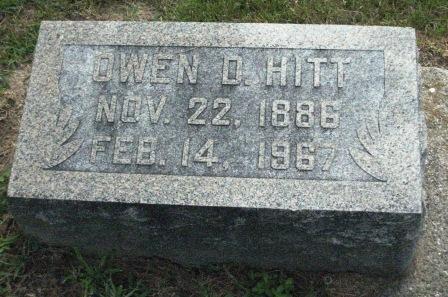 OWEN D. HITT
NOV. 22, 1886
FEB. 14, 1967